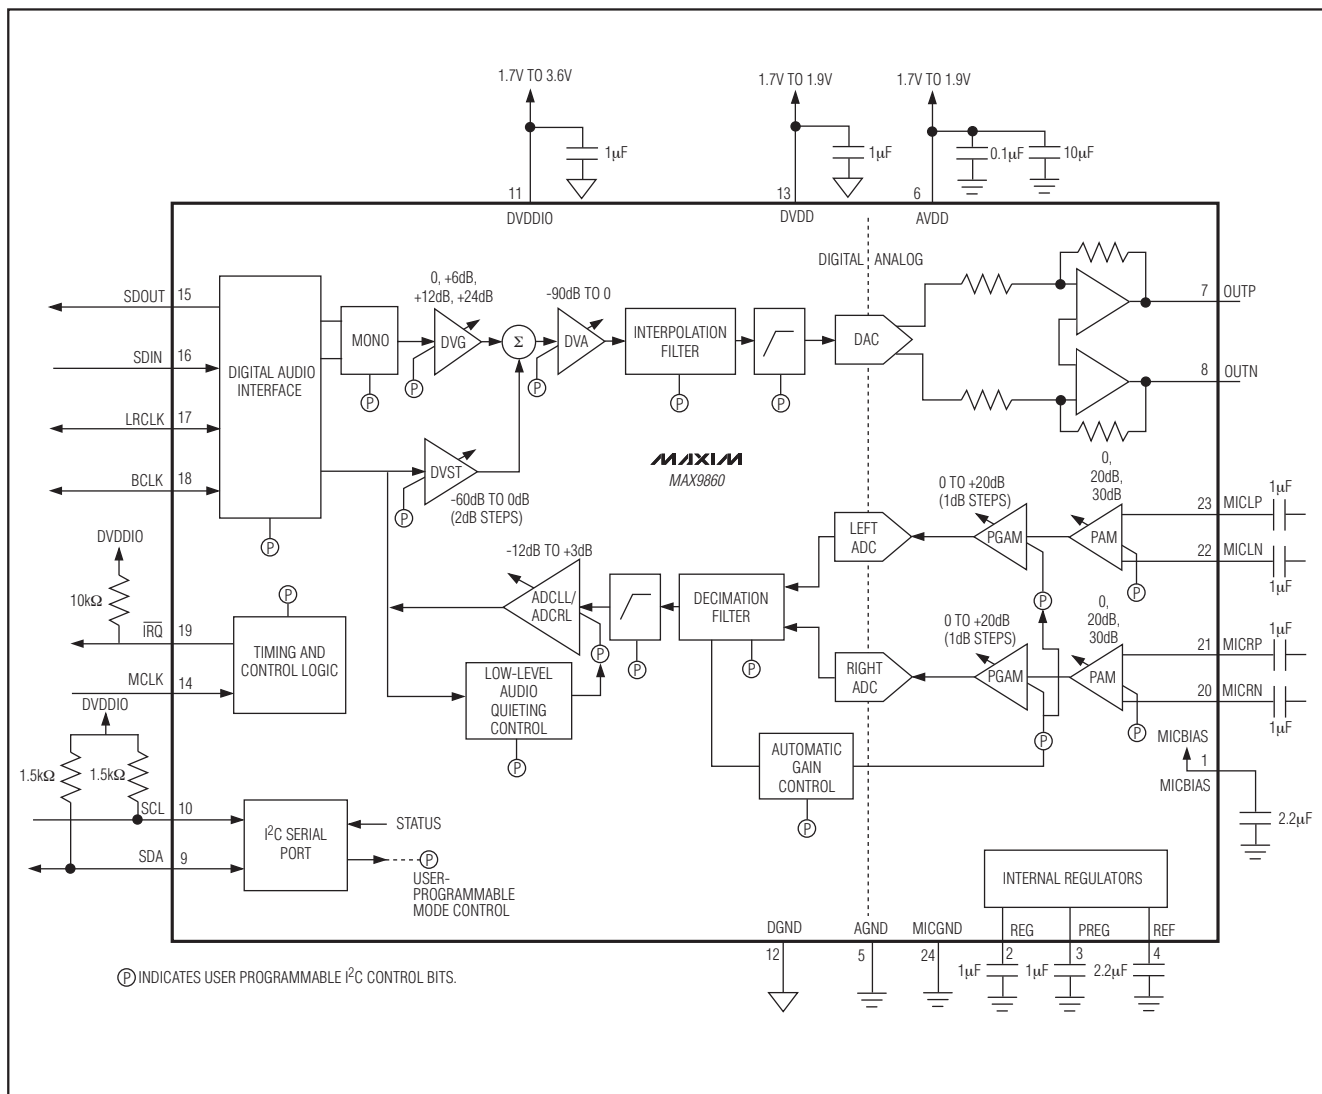 1.7V TO 3.6V
1.7V TO 1.9V
1.7V TO 1.9V
1µF
1µF
0.1µF
10µF
11
13
6
DVDDIO
DVDD
AVDD
DIGITAL
ANALOG
SDOUT
15
SDIN
16
LRCLK
17
BCLK
18
DIGITAL AUDIO
INTERFACE
P
MONO
P
0, +6dB,
+12dB, +24dB
DVG
P
Σ
-90dB TO 0
DVA
P
INTERPOLATION
FILTER
P
P
DAC
7
OUTP
8
OUTN
DVST
P
-60dB TO 0dB
(2dB STEPS)
MAXIM
MAX9860
0 TO +20dB
(1dB STEPS)
0,
20dB,
30dB
LEFT
ADC
PGAM
P
PAM
P
23
MICLP
1µF
22
MICLN
1µF
DVDDIO
10kΩ
IRQ
19
MCLK
14
P
TIMING AND
CONTROL LOGIC
-12dB TO +3dB
ADCLL/
ADCRL
P
P
DECIMATION
FILTER
P
LOW-LEVEL
AUDIO
QUIETING
CONTROL
P
0 TO +20dB
(1dB STEPS)
0,
20dB,
30dB
RIGHT
ADC
PGAM
P
PAM
P
21
MICRP
1µF
20
MICRN
1µF
AUTOMATIC
GAIN
CONTROL
P
MICBIAS
1
MICBIAS
2.2µF
DVDDIO
1.5kΩ
1.5kΩ
SCL
10
SDA
9
I²C SERIAL
PORT
STATUS
P
USER-
PROGRAMMABLE
MODE CONTROL
INTERNAL REGULATORS
DGND
AGND
MICGND
REG
PREG
REF
12
5
24
2
3
4
1µF
1µF
2.2µF
P INDICATES USER PROGRAMMABLE I²C CONTROL BITS.